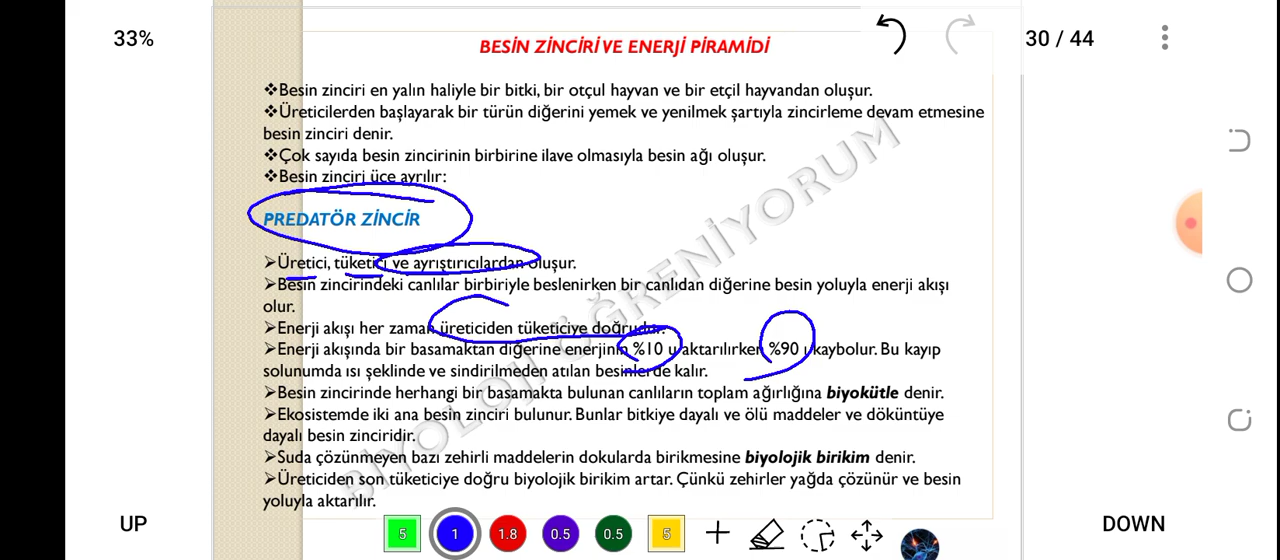 33%
30 / 44
BESİN ZİNCİRİ VE ENERJİ PİRAMİDİ
❖Besin zinciri en yalın haliyle bir bitki, bir otçul hayvan ve bir etçil hayvandan oluşur.
❖Üreticilerden başlayarak bir türün diğerini yemek ve yenilmek şartıyla zincirleme devam etmesine
besin zinciri denir.
❖Çok sayıda besin zincirinin birbirine ilave olmasıyla besin ağı oluşur.
❖Besin zinciri üce ayrılır:
PREDATÖR ZİNCİR
➢Üretici, tüketici ve ayrıştırıcılardan oluşur.
➢Besin zincirindeki canlılar birbiriyle beslenirken bir canlıdan diğerine besin yoluyla enerji akışı
olur.
➢Enerji akışı her zaman üreticiden tüketiciye doğrudur.
➢Enerji akışında bir basamaktan diğerine enerjinin %10 u aktarılırken %90 ı kaybolur. Bu kayıp
solunumda ısı şeklinde ve sindirilmeden atılan besinlerde kalır.
➢Besin zincirinde herhangi bir basamakta bulunan canlıların toplam ağırlığına biyokütle denir.
➢Ekosistemde iki ana besin zinciri bulunur. Bunlar bitkiye dayalı ve ölü maddeler ve döküntüye
dayalı besin zinciridir.
➢Suda çözünmeyen bazı zehirli maddelerin dokularda birikmesine biyolojik birikim denir.
➢Üreticiden son tüketiciye doğru biyolojik birikim artar. Çünkü zehirler yağda çözünür ve besin
yoluyla aktarılır.
BİYOLOJİ ÖĞRENİYORUM
UP
5 1 1.8 0.5 0.5 5
DOWN